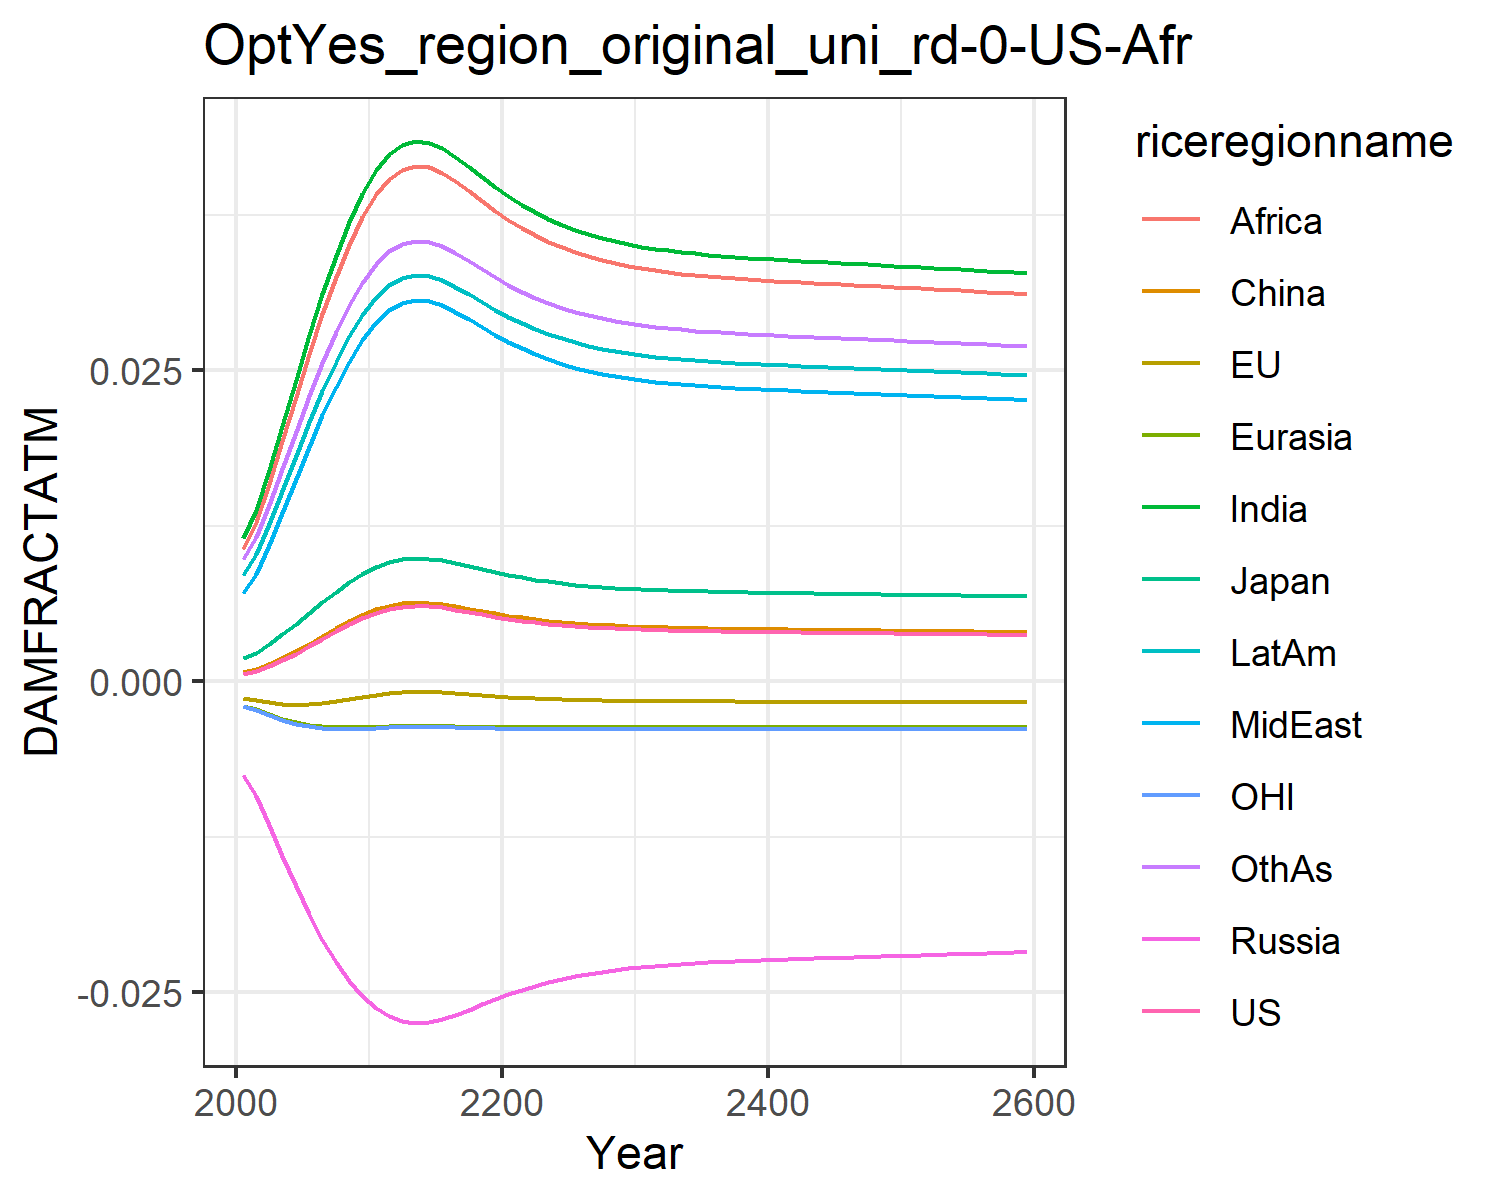 OptYes_region_original_uni_rd-0-US-Afr
DAMFRACTATM
0.025
0.000
-0.025
2000
2200
2400
2600
Year
riceregionname
Africa
China
EU
Eurasia
India
Japan
LatAm
MidEast
OHI
OthAs
Russia
US